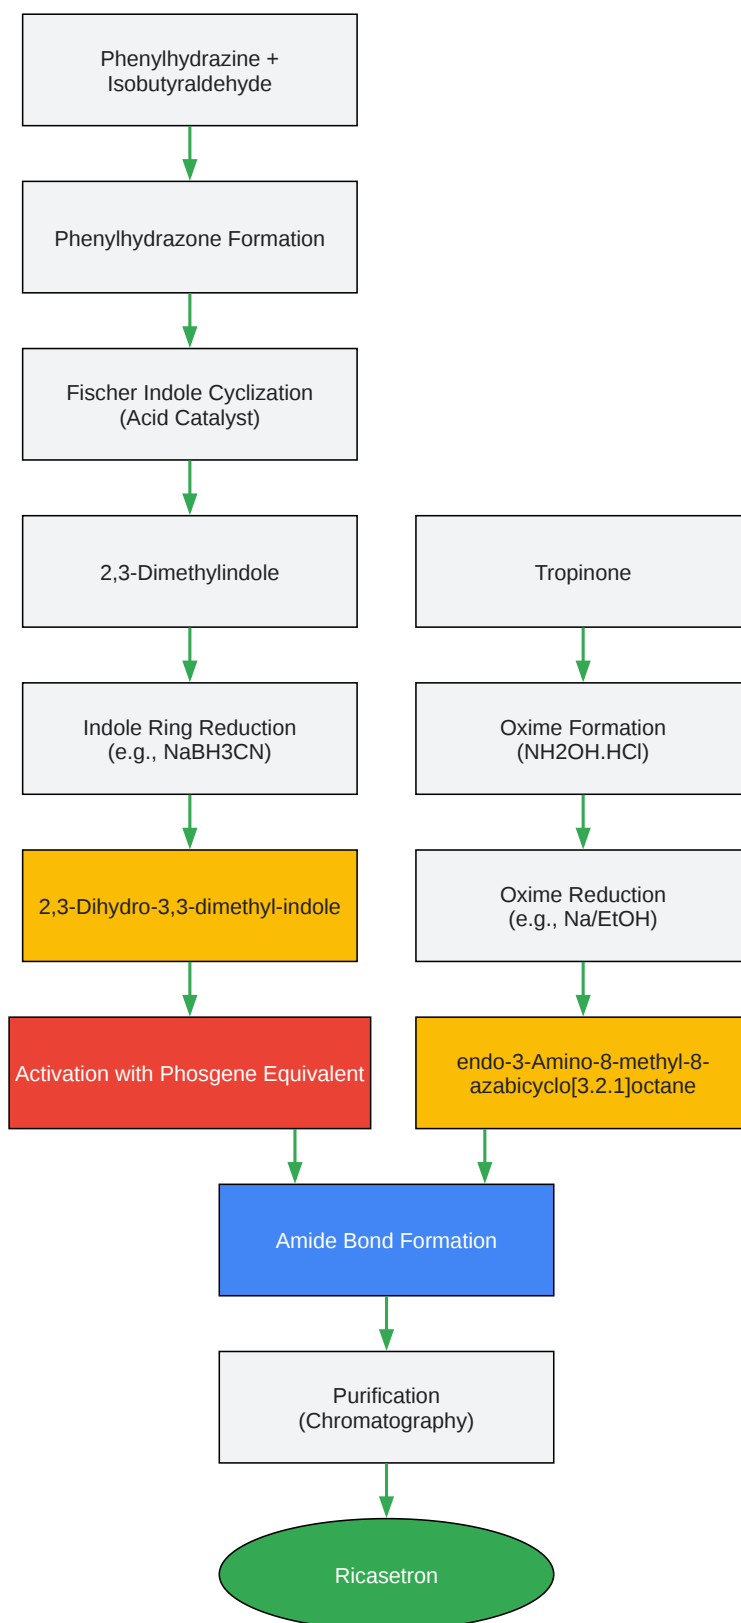 Phenylhydrazine +
Isobutyraldehyde
Phenylhydrazone Formation
Fischer Indole Cyclization
(Acid Catalyst)
2,3-Dimethylindole
Tropinone
Indole Ring Reduction
(e.g., NaBH3CN)
Oxime Formation
(NH2OH.HCl)
2,3-Dihydro-3,3-dimethyl-indole
Oxime Reduction
(e.g., Na/EtOH)
Activation with Phosgene Equivalent
endo-3-Amino-8-methyl-8-
azabicyclo[3.2.1]octane
Amide Bond Formation
Purification
(Chromatography)
Ricasetron